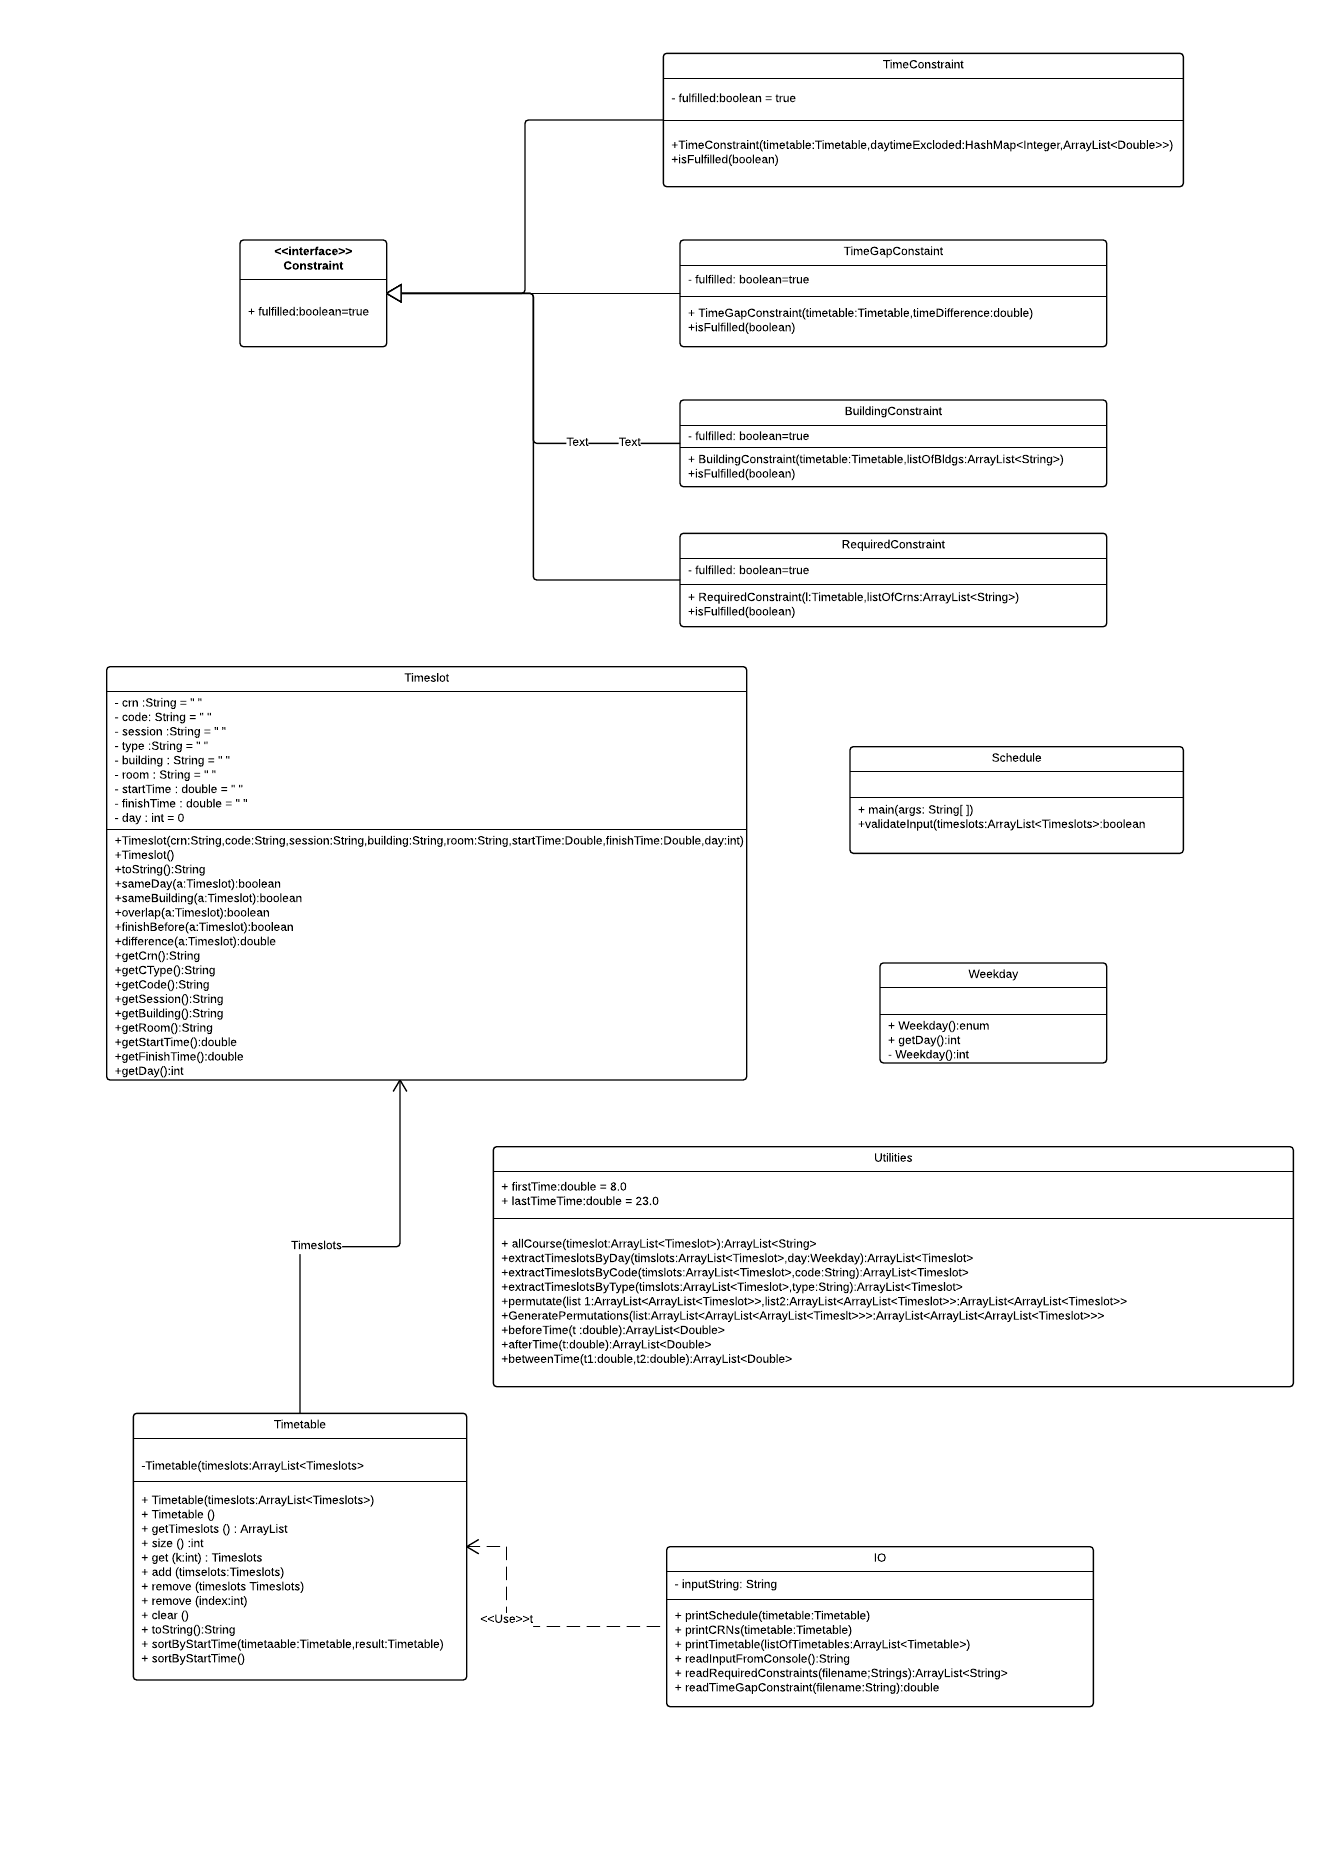 TimeConstraint
- fulfilled:boolean = true
+TimeConstraint(timetable:Timetable,daytimeExcloded:HashMap<Integer,ArrayList<Double>>)
+isFulfilled(boolean)
<<interface>>
Constraint
+ fulfilled:boolean=true
TimeGapConstaint
- fulfilled: boolean=true
+ TimeGapConstraint(timetable:Timetable,timeDifference:double)
+isFulfilled(boolean)
BuildingConstraint
- fulfilled: boolean=true
+ BuildingConstraint(timetable:Timetable,listOfBldgs:ArrayList<String>)
+isFulfilled(boolean)
Text Text
RequiredConstraint
- fulfilled: boolean=true
+ RequiredConstraint(l:Timetable,listOfCrns:ArrayList<String>)
+isFulfilled(boolean)
Timeslot
- crn :String = " "
- code: String = " "
- session :String = " "
- type :String = " "
- building : String = " "
- room : String = " "
- startTime : double = " "
- finishTime : double = " "
- day : int = 0
+Timeslot(crn:String,code:String,session:String,building:String,room:String,startTime:Double,finishTime:Double,day:int)
+Timeslot()
+toString():String
+sameDay(a:Timeslot):boolean
+sameBuilding(a:Timeslot):boolean
+overlap(a:Timeslot):boolean
+finishBefore(a:Timeslot):boolean
+difference(a:Timeslot):double
+getCrn():String
+getCType():String
+getCode():String
+getSession():String
+getBuilding():String
+getRoom():String
+getStartTime():double
+getFinishTime():double
+getDay():int
Schedule
+ main(args: String[ ])
+validateInput(timeslots:ArrayList<Timeslots>:boolean
Weekday
+ Weekday():enum
+ getDay():int
- Weekday():int
Utilities
+ firstTime:double = 8.0
+ lastTimeTime:double = 23.0
+ allCourse(timeslot:ArrayList<Timeslot>):ArrayList<String>
+extractTimeslotsByDay(timslots:ArrayList<Timeslot>,day:Weekday):ArrayList<Timeslot>
+extractTimeslotsByCode(timslots:ArrayList<Timeslot>,code:String):ArrayList<Timeslot>
+extractTimeslotsByType(timslots:ArrayList<Timeslot>,type:String):ArrayList<Timeslot>
+permutate(list 1:ArrayList<ArrayList<Timeslot>>,list2:ArrayList<ArrayList<Timeslot>>:ArrayList<ArrayList<Timeslot>>
+GeneratePermutations(list:ArrayList<ArrayList<ArrayList<Timeslt>>>:ArrayList<ArrayList<ArrayList<Timeslot>>>
+beforeTime(t :double):ArrayList<Double>
+afterTime(t:double):ArrayList<Double>
+betweenTime(t1:double,t2:double):ArrayList<Double>
Timeslots
Timetable
-Timetable(timeslots:ArrayList<Timeslots>
+ Timetable(timeslots:ArrayList<Timeslots>)
+ Timetable ()
+ getTimeslots () : ArrayList
+ size () :int
+ get (k:int) : Timeslots
+ add (timselots:Timeslots)
+ remove (timeslots Timeslots)
+ remove (index:int)
+ clear ()
+ toString():String
+ sortByStartTime(timetaable:Timetable,result:Timetable)
+ sortByStartTime()
<<Use>>t
IO
- inputString: String
+ printSchedule(timetable:Timetable)
+ printCRNs(timetable:Timetable)
+ printTimetable(listOfTimetables:ArrayList<Timetable>)
+ readInputFromConsole():String
+ readRequiredConstraints(filename;Strings):ArrayList<String>
+ readTimeGapConstraint(filename:String):double